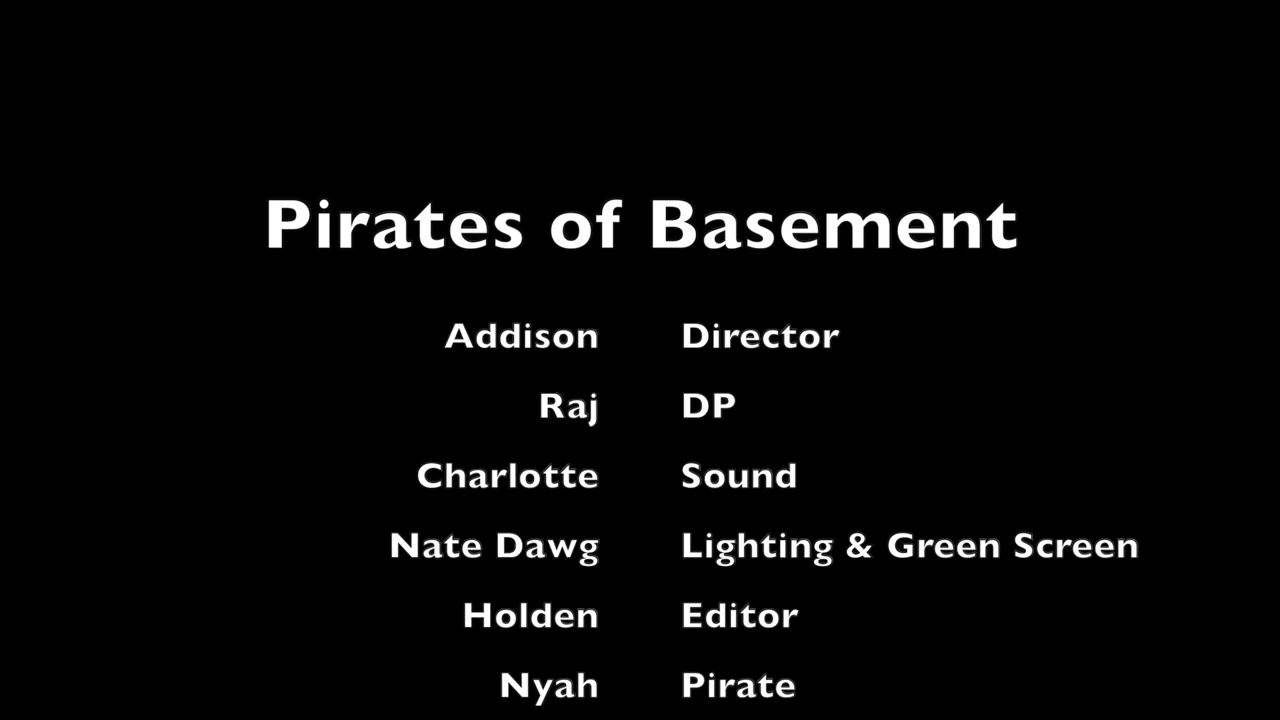 Pirates of Basement
Addison Director
Raj DP
Charlotte Sound
Nate Dawg Lighting & Green Screen
Holden Editor
Nyah Pirate